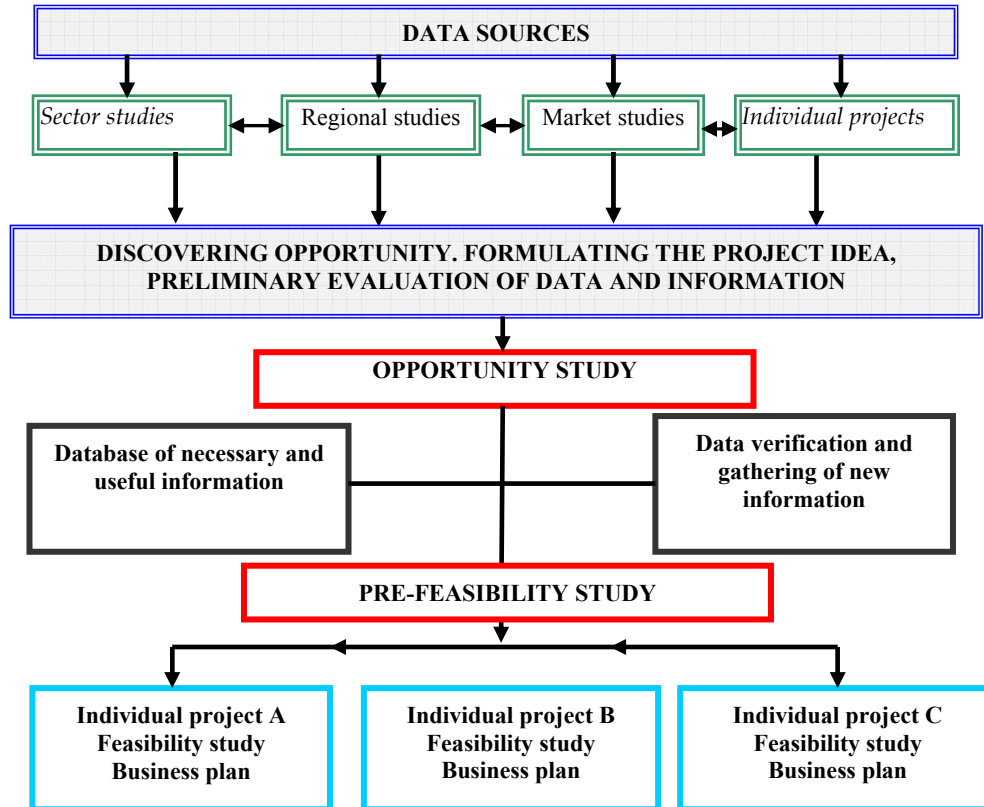 DATA SOURCES
Sector studies
Regional studies
Market studies
Individual projects
DISCOVERING OPPORTUNITY. FORMULATING THE PROJECT IDEA,
PRELIMINARY EVALUATION OF DATA AND INFORMATION
OPPORTUNITY STUDY
Database of necessary and
useful information
Data verification and
gathering of new
information
PRE-FEASIBILITY STUDY
Individual project A
Feasibility study
Business plan
Individual project B
Feasibility study
Business plan
Individual project C
Feasibility study
Business plan